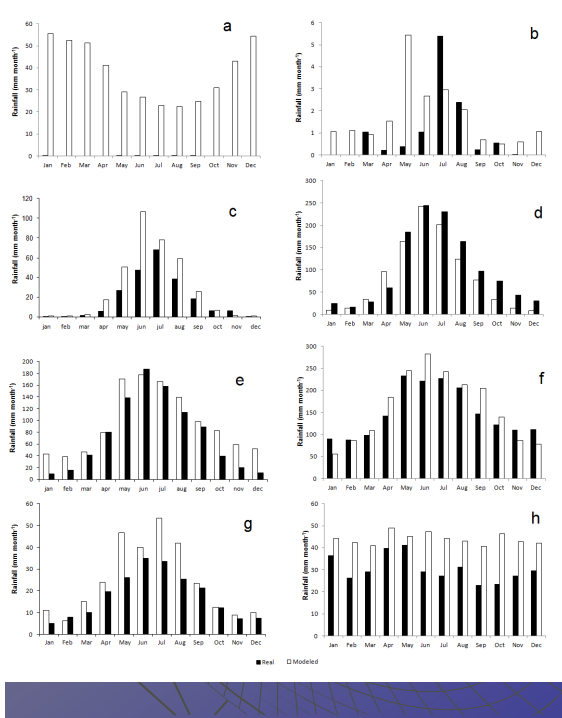 a
Rainfall (mm month-1)
60
50
40
30
20
10
0
Jan Feb Mar Apr May Jun Jul Aug Sep Oct Nov Dec
b
Rainfall (mm month-1)
6
5
4
3
2
1
0
Jan Feb Mar Apr May Jun Jul Aug Sep Oct Nov Dec
c
Rainfall (mm month-1)
120
100
80
60
40
20
0
jan feb mar apr may jun jul aug sep oct nov dec
d
Rainfall (mm month-1)
300
250
200
150
100
50
0
Jan Feb Mar Apr May Jun Jul Aug Sep Oct Nov Dec
e
Rainfall (mm month-1)
200
180
160
140
120
100
80
60
40
20
0
jan feb mar apr may jun jul aug sep oct nov dec
f
Rainfall (mm month-1)
300
250
200
150
100
50
0
Jan Feb Mar Apr May Jun Jul Aug Sep Oct Nov Dec
g
Rainfall (mm month-1)
60
50
40
30
20
10
0
Jan Feb Mar Apr May Jun Jul Aug Sep Oct Nov Dec
h
Rainfall (mm month-1)
60
50
40
30
20
10
0
Jan Feb Mar Apr May Jun Jul Aug Sep Oct Nov Dec
Real Modeled